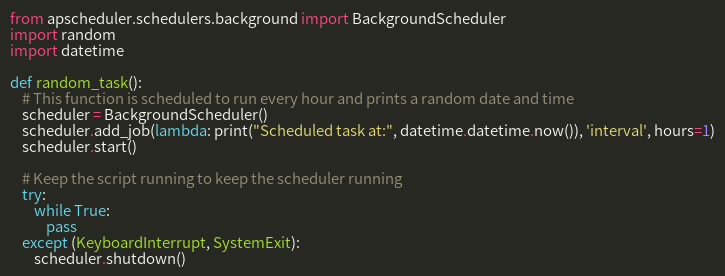 from apscheduler.schedulers.background import BackgroundScheduler
import random
import datetime

def random_task():
    # This function is scheduled to run every hour and prints a random date and time
    scheduler = BackgroundScheduler()
    scheduler.add_job(lambda: print("Scheduled task at:", datetime.datetime.now()), 'interval', hours=1)
    scheduler.start()

    # Keep the script running to keep the scheduler running
    try:
        while True:
            pass
    except (KeyboardInterrupt, SystemExit):
        scheduler.shutdown()